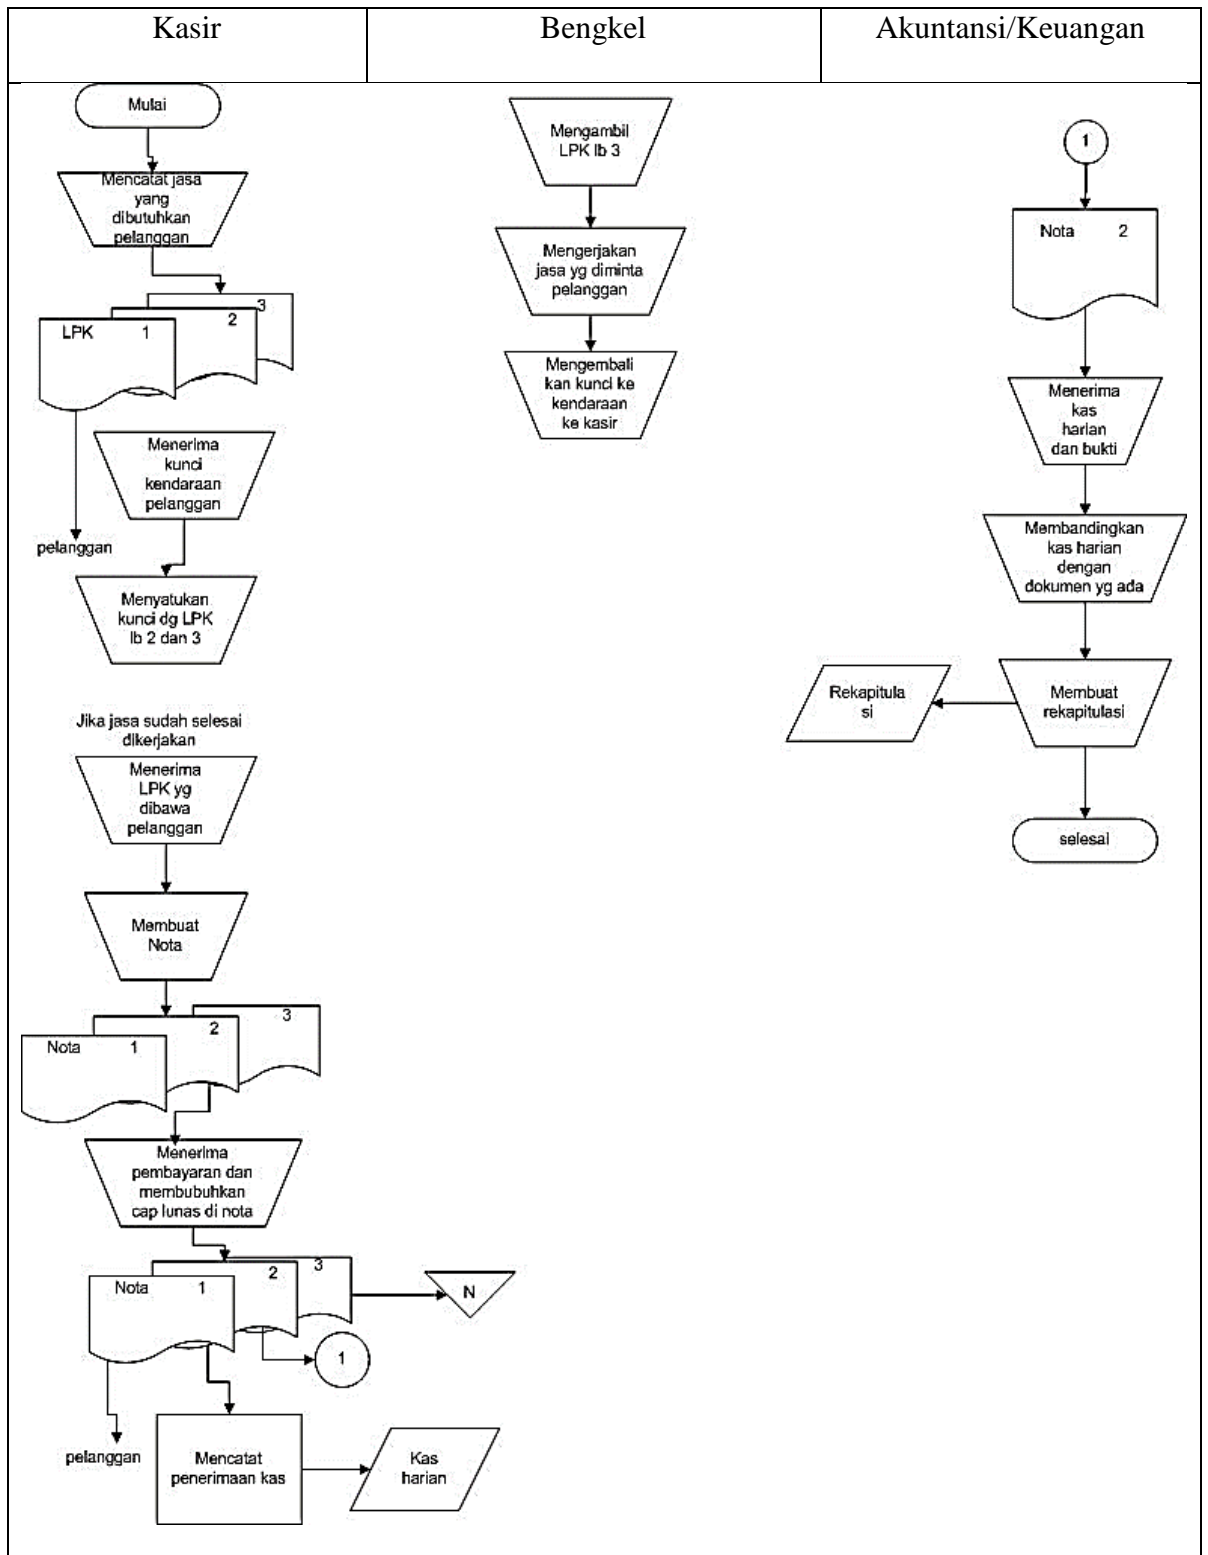 Kasir
Bengkel
Akuntansi/Keuangan
Mulai
Mencatat jasa
yang
dibutuhkan
pelanggan
3
2
LPK 1
Menerima
kunci
kendaraan
pelanggan
pelanggan
Menyatukan
kunci dg LPK
lb 2 dan 3
Jika jasa sudah selesai
dikerjakan
Menerima
LPK yg
dibawa
pelanggan
Membuat
Nota
3
2
Nota 1
Menerima
pembayaran dan
membubuhkan
cap lunas di nota
3
2
Nota 1
N
1
pelanggan
Mencatat
penerimaan kas
Kas
harian
Mengambil
LPK lb 3
Mengerjakan
jasa yg diminta
pelanggan
Mengembali
kan kunci ke
kendaraan
ke kasir
1
Nota 2
Menerima
kas
harian
dan bukti
Membandingkan
kas harian
dengan
dokumen yg ada
Membuat
rekapitulasi
Rekapitula
si
selesai